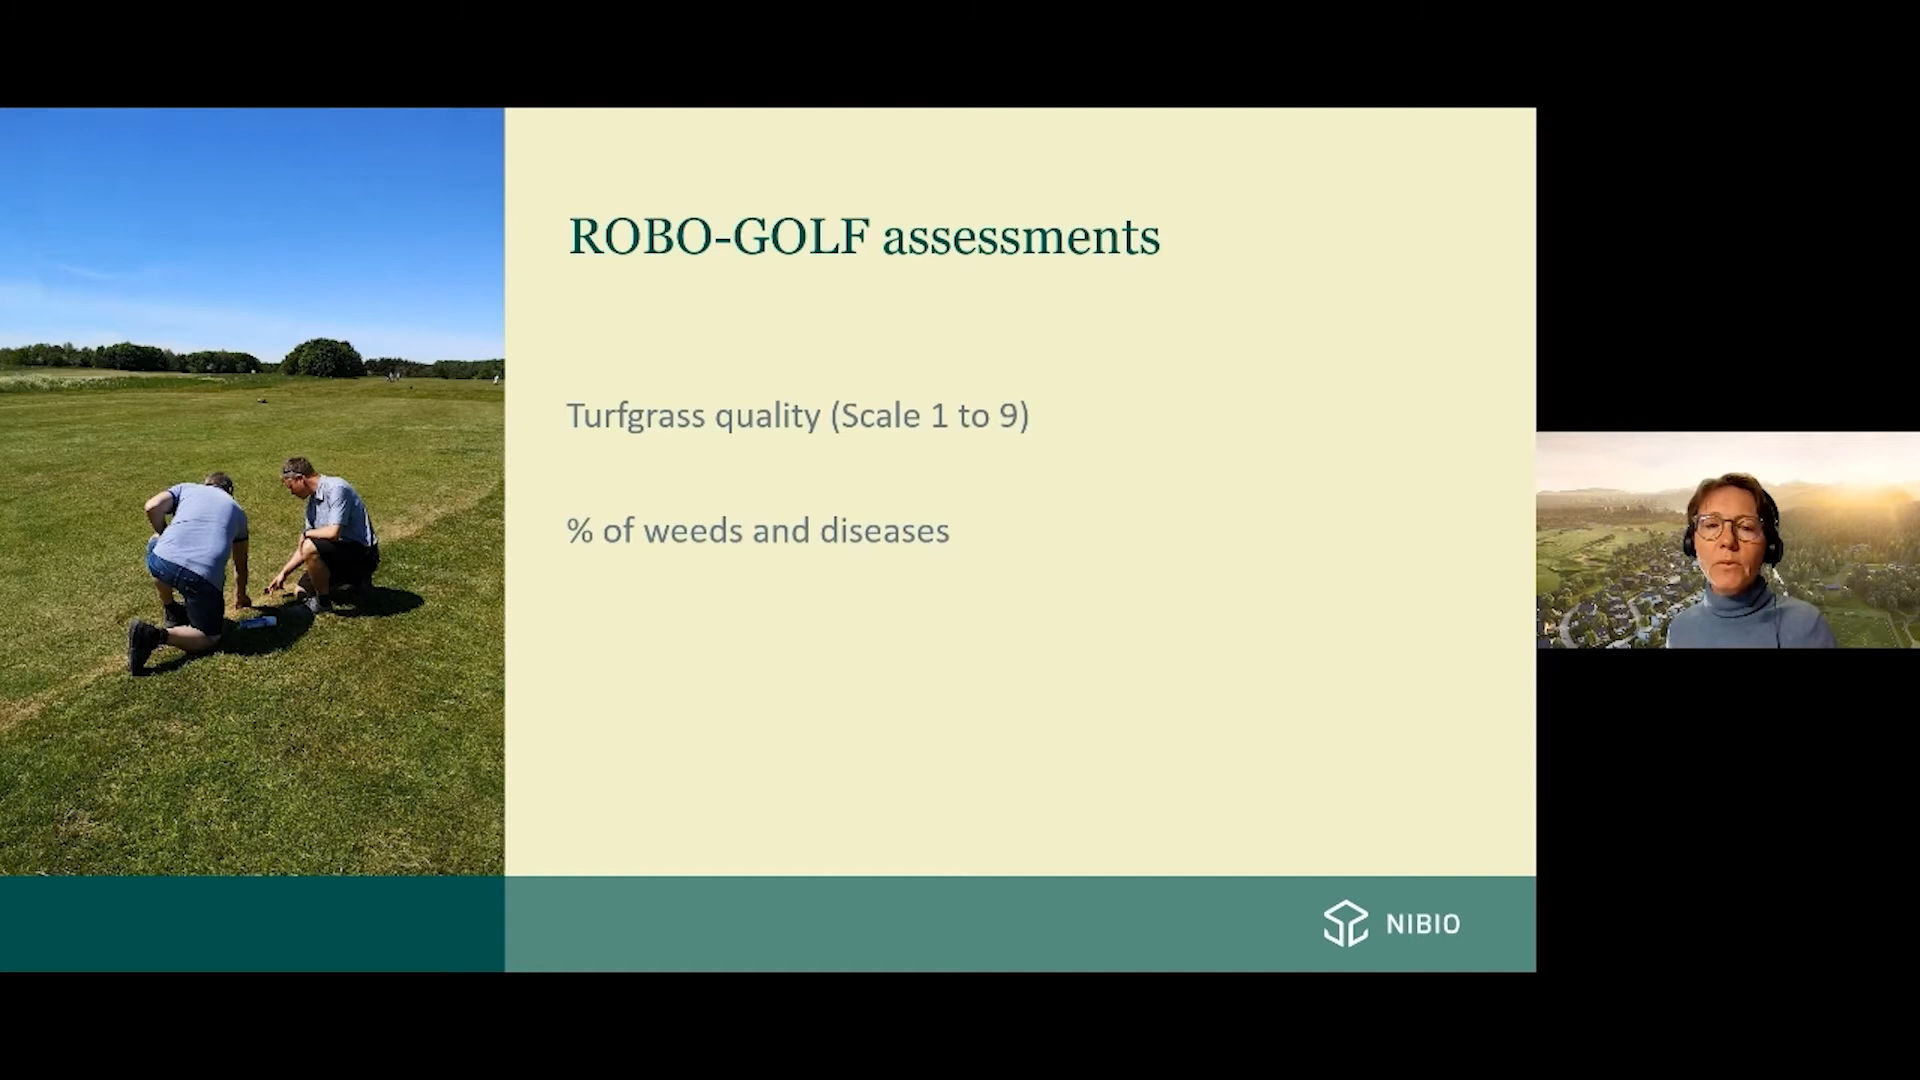 ROBO-GOLF assessments
Turfgrass quality (Scale 1 to 9)
% of weeds and diseases
NIBIO